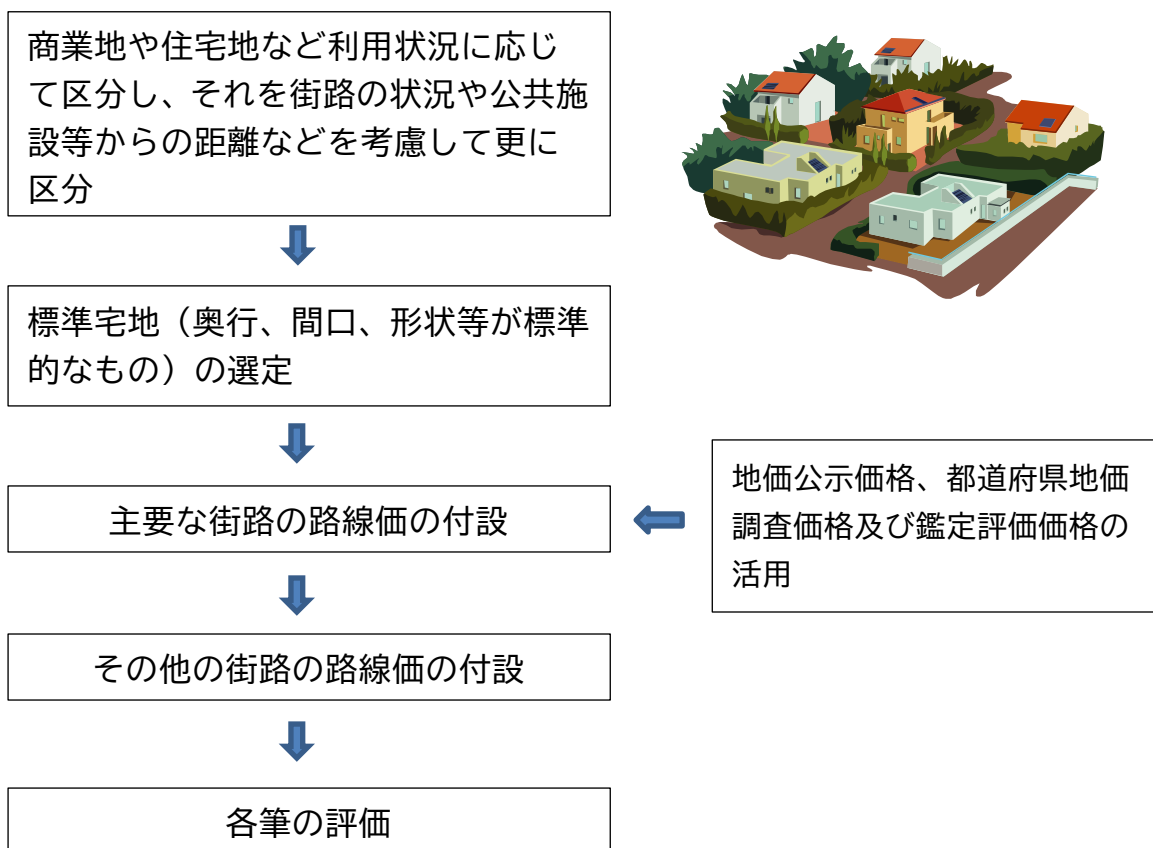 商業地や住宅地など利用状況に応じ
て区分し、それを街路の状況や公共施
設等からの距離などを考慮して更に
区分
標準宅地（奥行、間口、形状等が標準
的なもの）の選定
主要な街路の路線価の付設
地価公示価格、都道府県地価
調査価格及び鑑定評価価格の
活用
その他の街路の路線価の付設
各筆の評価